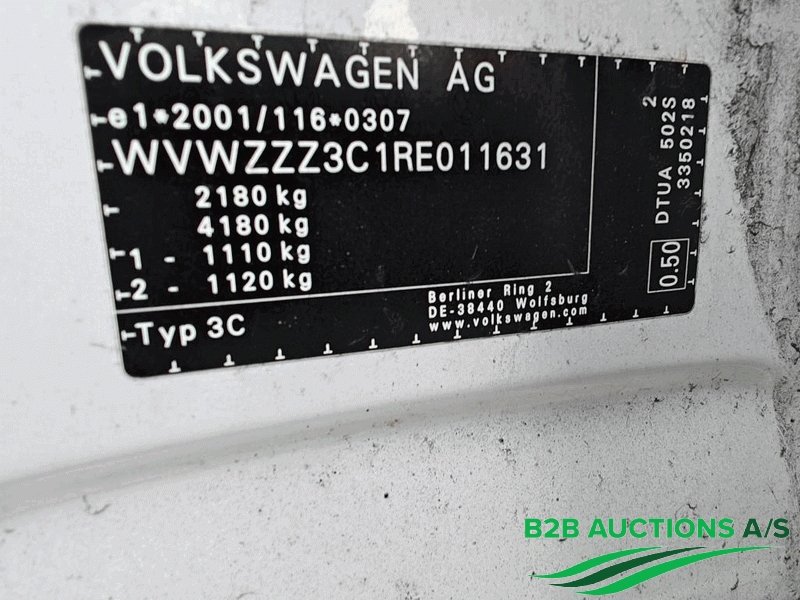 VOLKSWAGEN AG
e1*2001/116*0307
WVWZZZ3C1RE011631
2180 kg
4180 kg
1 - 1110 kg
2 - 1120 kg
Typ 3C
Berliner Ring 2
DE-38440 Wolfsburg
www.volkswagen.com
0.50
DTUA 502S 2
3350218
B2B AUCTIONS A/S